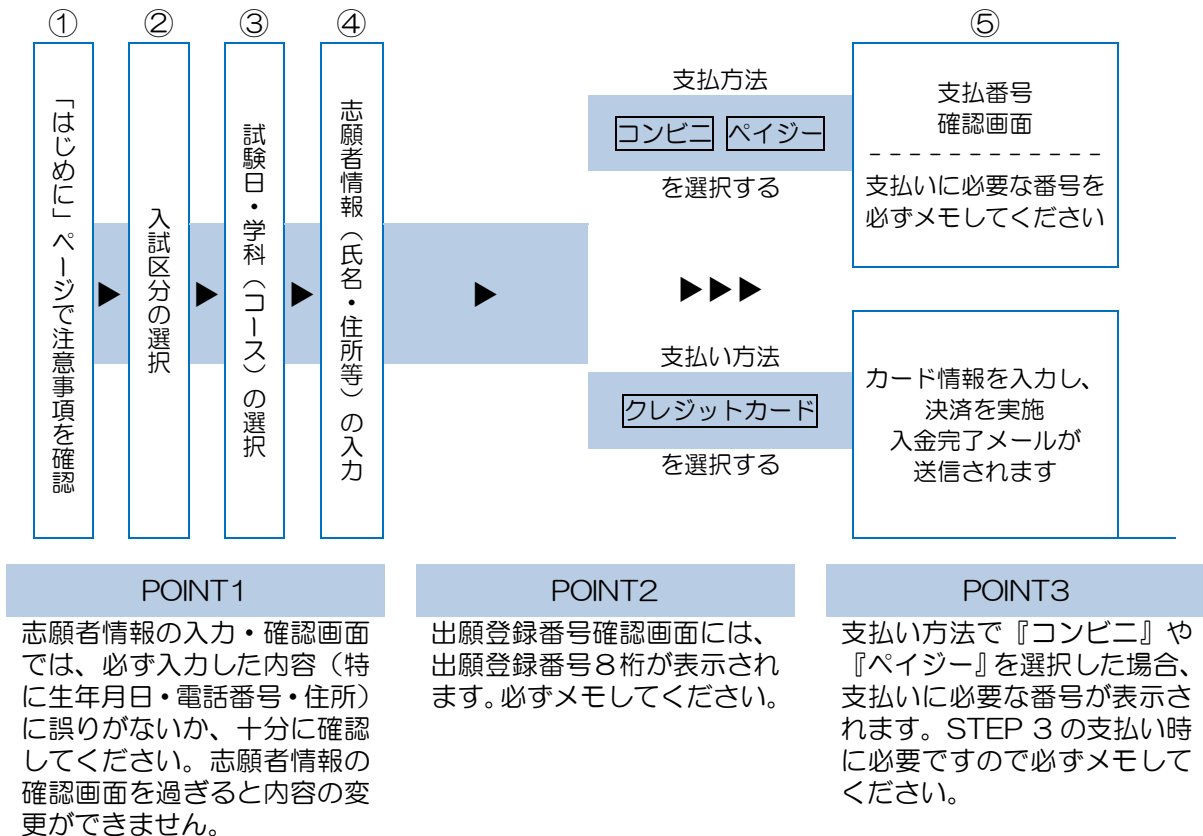 ①
②
③
④
⑤
「はじめに」ページで注意事項を確認
入試区分の選択
試験日・学科（コース）の選択
志願者情報（氏名・住所等）の入力
▶
▶
▶
▶
支払方法
コンビニ ペイジー
を選択する
▶▶▶
支払い方法
クレジットカード
を選択する
支払番号
確認画面
------------
支払いに必要な番号を
必ずメモしてください
カード情報を入力し、
決済を実施
入金完了メールが
送信されます
POINT1
志願者情報の入力・確認画面
では、必ず入力した内容（特
に生年月日・電話番号・住所）
に誤りがないか、十分に確認
してください。志願者情報の
確認画面を過ぎると内容の変
更ができません。
POINT2
出願登録番号確認画面には、
出願登録番号８桁が表示され
ます。必ずメモしてください。
POINT3
支払い方法で『コンビニ』や
『ペイジー』を選択した場合、
支払いに必要な番号が表示さ
れます。STEP 3 の支払い時
に必要ですので必ずメモして
ください。